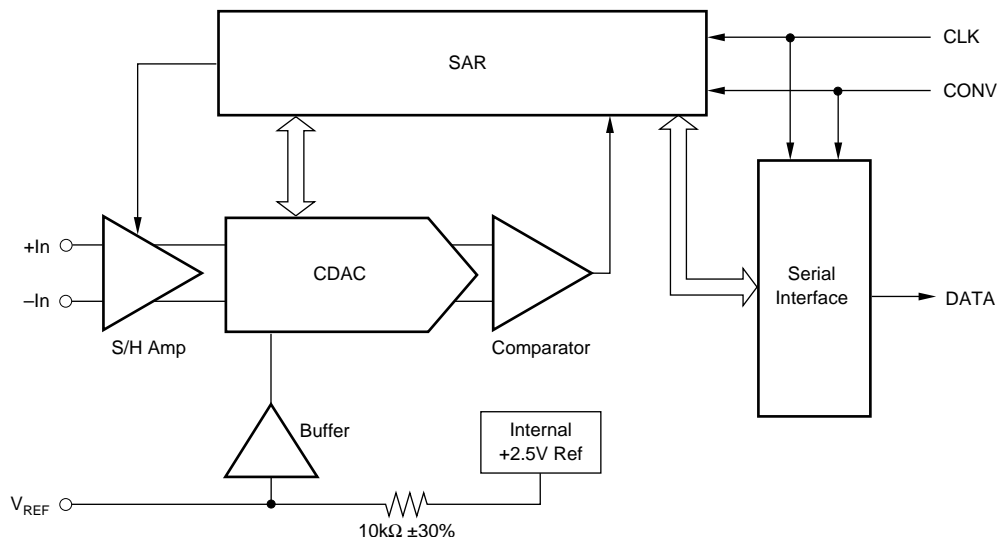 SAR
CLK
CONV
+In
–In
CDAC
Serial
Interface
DATA
S/H Amp
Comparator
Buffer
Internal
+2.5V Ref
VREF
10kΩ ±30%